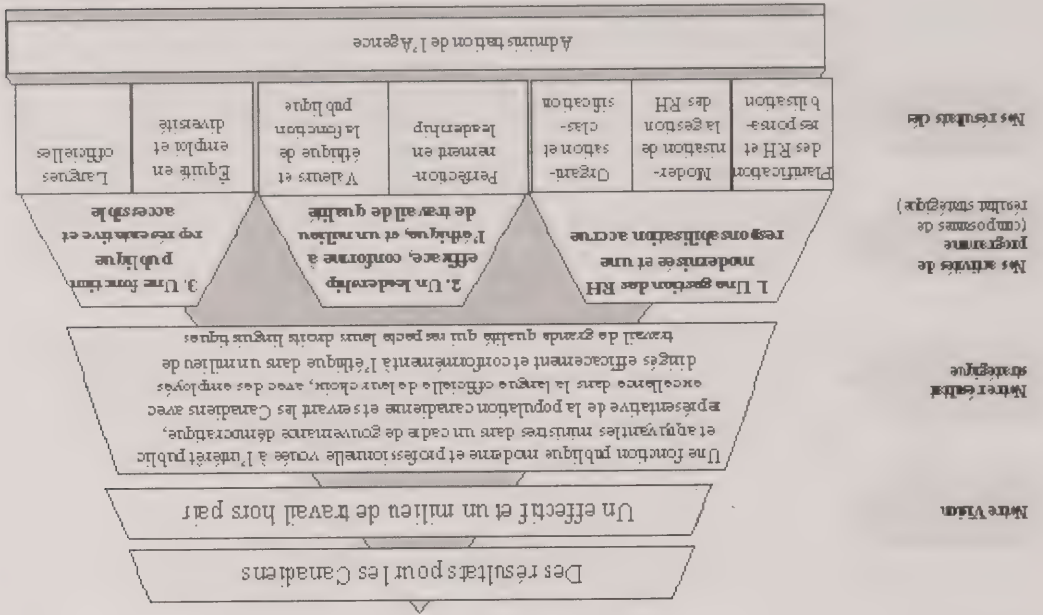 Des résultats pour les Canadiens
Notre Vision
Un effectif et un milieu de travail hors pair
Notre résultat
stratégique
Une fonction publique moderne et professionnelle vouée à l'intérêt public
et appuyant les ministres dans un cadre de gouvernance démocratique,
représentative de la population canadienne et servant les Canadiens avec
excellence dans la langue officielle de leur choix, avec des employés
dirigés efficacement et conformément à l'éthique dans un milieu de
travail de grande qualité qui respecte leurs droits linguistiques
Nos activités de
programme
(composantes de
résultat stratégique)
1. Une gestion des RH
modernisée et une
responsabilisation accrue
2. Un leadership
efficace, conforme à
l'éthique, et un milieu
de travail de qualité
3. Une fonction
publique
représentative et
accessible
Nos résultats clés
Planification
des RH et
responsa-
bilisation
Moder-
nisation de
la gestion
des RH
Organi-
sation et
clas-
sification
Perfection-
nement en
leadership
Valeurs et
éthique de
la fonction
publique
Équité en
emploi et
diversité
Langues
officielles
Administration de l'Agence